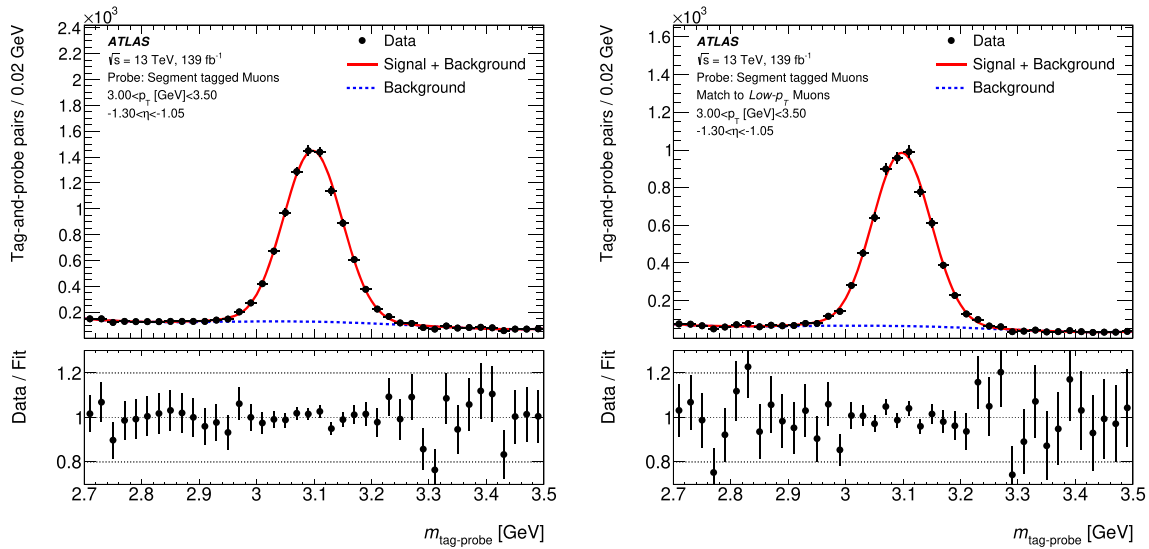 ×10³
Tag-and-probe pairs / 0.02 GeV
2.4
2.2
2
1.8
1.6
1.4
1.2
1
0.8
0.6
0.4
0.2
ATLAS
√s = 13 TeV, 139 fb⁻¹
Probe: Segment tagged Muons
3.00<p_T [GeV]<3.50
-1.30<η<-1.05
Data
Signal + Background
Background
Data / Fit
1.2
1
0.8
2.7 2.8 2.9 3 3.1 3.2 3.3 3.4 3.5
m_tag-probe [GeV]
×10³
Tag-and-probe pairs / 0.02 GeV
1.6
1.4
1.2
1
0.8
0.6
0.4
0.2
ATLAS
√s = 13 TeV, 139 fb⁻¹
Probe: Segment tagged Muons
Match to Low-p_T Muons
3.00<p_T [GeV]<3.50
-1.30<η<-1.05
Data
Signal + Background
Background
Data / Fit
1.2
1
0.8
2.7 2.8 2.9 3 3.1 3.2 3.3 3.4 3.5
m_tag-probe [GeV]